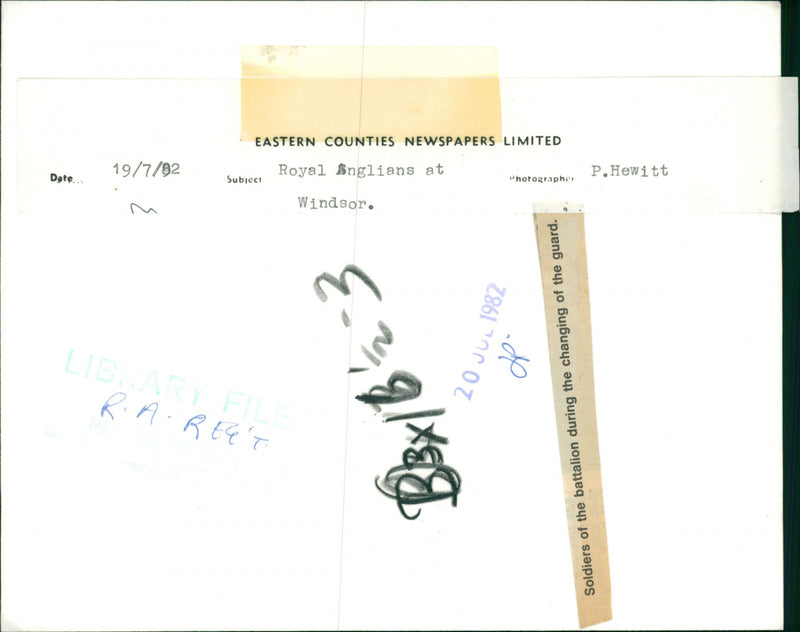 EASTERN COUNTIES NEWSPAPERS LIMITED
Date... 19/7/82 Subject Royal Anglians at Photographer P.Hewitt
Windsor.
20 JUL 1982
LIBRARY FILE
R.A. REG'T
Soldiers of the battalion during the changing of the guard.